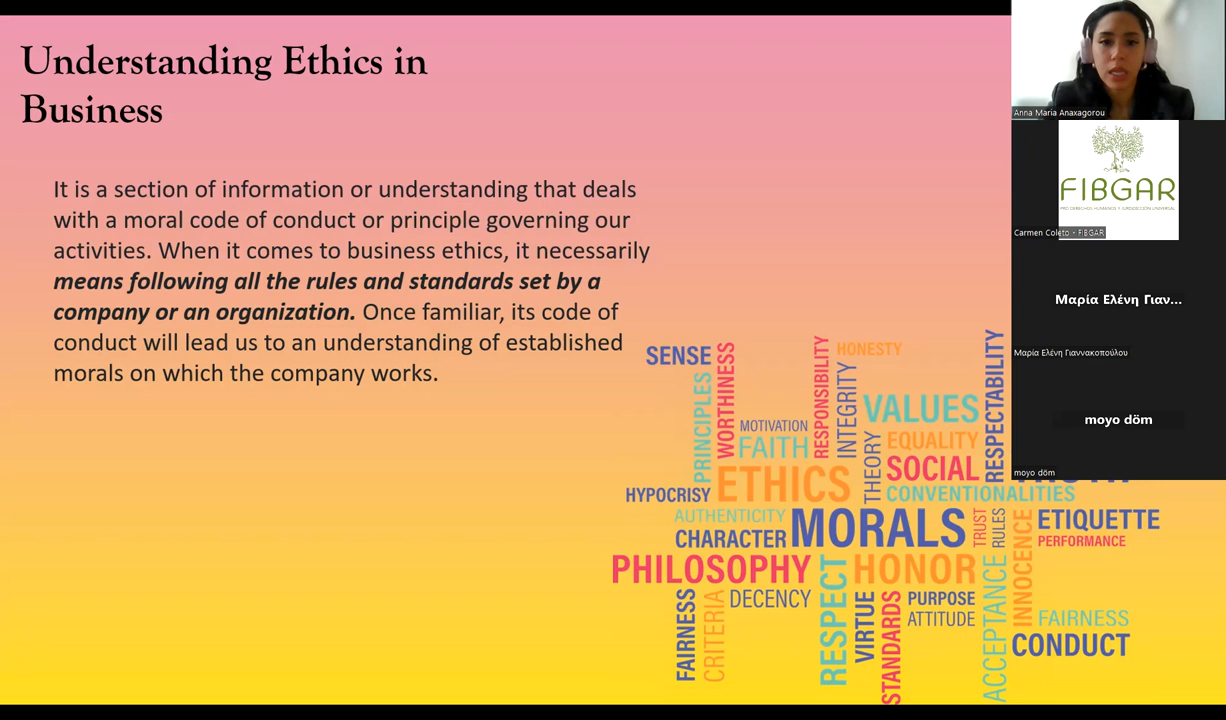 Understanding Ethics in
Business
It is a section of information or understanding that deals
with a moral code of conduct or principle governing our
activities. When it comes to business ethics, it necessarily
means following all the rules and standards set by a
company or an organization. Once familiar, its code of
conduct will lead us to an understanding of established
morals on which the company works.
SENSE
WORTHINESS
PRINCIPLES
MOTIVATION
FAITH
RESPONSIBILITY
HONESTY
INTEGRITY
VALUES
RESPECTABILITY
THEORY
EQUALITY
SOCIAL
HYPOCRISY
ETHICS
CONVENTIONALITIES
AUTHENTICITY
CHARACTER
MORALS
TRUST
RULES
INNOCENCE
ETIQUETTE
PERFORMANCE
PHILOSOPHY
RESPECT
HONOR
ACCEPTANCE
FAIRNESS
CRITERIA
DECENCY
VIRTUE
STANDARDS
PURPOSE
ATTITUDE
FAIRNESS
CONDUCT
Anna Maria Anaxagorou
FIBGAR
PRO DERECHOS HUMANOS Y JURISDICCIÓN UNIVERSAL
Carmen Coleto - FIBGAR
Μαρία Ελένη Γιαν...
Μαρία Ελένη Γιαννακοπούλου
moyo döm
moyo döm